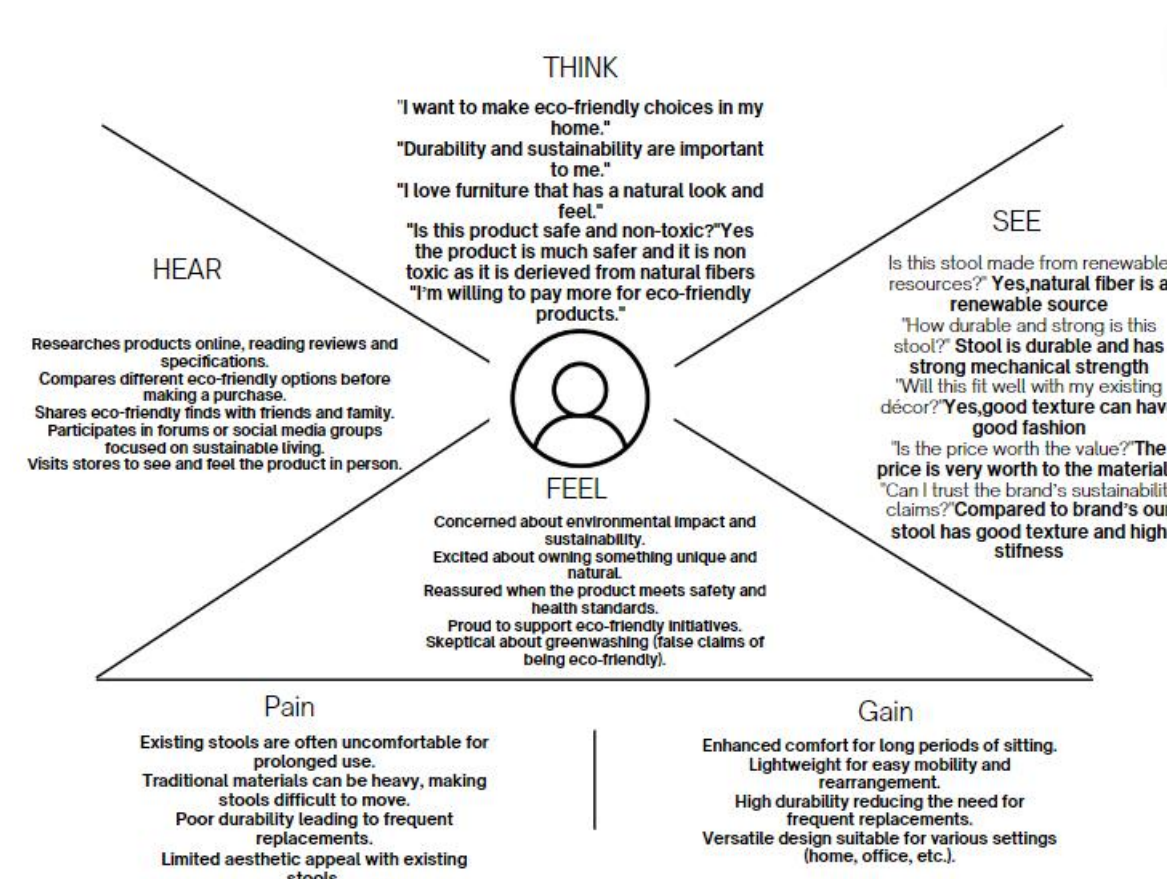 THINK
"I want to make eco-friendly choices in my
home."
"Durability and sustainability are important
to me."
"I love furniture that has a natural look and
feel."
"Is this product safe and non-toxic?"Yes
the product is much safer and it is non
toxic as it is derieved from natural fibers
"I'm willing to pay more for eco-friendly
products."
HEAR
Researches products online, reading reviews and
specifications.
Compares different eco-friendly options before
making a purchase.
Shares eco-friendly finds with friends and family.
Participates in forums or social media groups
focused on sustainable living.
Visits stores to see and feel the product in person.
SEE
Is this stool made from renewable
resources?" Yes,natural fiber is a
renewable source
"How durable and strong is this
stool?" Stool is durable and has
strong mechanical strength
"Will this fit well with my existing
décor?"Yes,good texture can hav
good fashion
"Is the price worth the value?"The
price is very worth to the material
"Can I trust the brand's sustainabilit
claims?"Compared to brand's our
stool has good texture and high
stifness
FEEL
Concerned about environmental impact and
sustainability.
Excited about owning something unique and
natural.
Reassured when the product meets safety and
health standards.
Proud to support eco-friendly initiatives.
Skeptical about greenwashing (false claims of
being eco-friendly).
Pain
Existing stools are often uncomfortable for
prolonged use.
Traditional materials can be heavy, making
stools difficult to move.
Poor durability leading to frequent
replacements.
Limited aesthetic appeal with existing
stools
Gain
Enhanced comfort for long periods of sitting.
Lightweight for easy mobility and
rearrangement.
High durability reducing the need for
frequent replacements.
Versatile design suitable for various settings
(home, office, etc.).